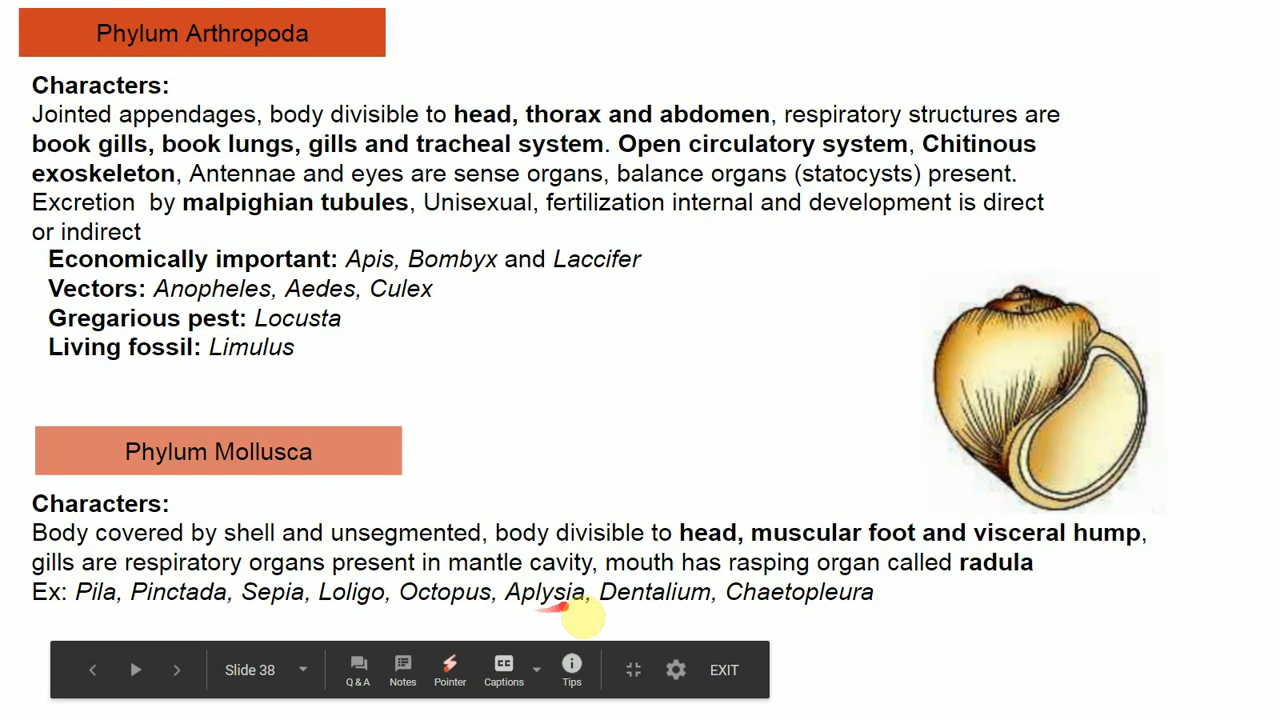 Phylum Arthropoda
Characters:
Jointed appendages, body divisible to head, thorax and abdomen, respiratory structures are
book gills, book lungs, gills and tracheal system. Open circulatory system, Chitinous
exoskeleton, Antennae and eyes are sense organs, balance organs (statocysts) present.
Excretion by malpighian tubules, Unisexual, fertilization internal and development is direct
or indirect
Economically important: Apis, Bombyx and Laccifer
Vectors: Anopheles, Aedes, Culex
Gregarious pest: Locusta
Living fossil: Limulus
Phylum Mollusca
Characters:
Body covered by shell and unsegmented, body divisible to head, muscular foot and visceral hump,
gills are respiratory organs present in mantle cavity, mouth has rasping organ called radula
Ex: Pila, Pinctada, Sepia, Loligo, Octopus, Aplysia, Dentalium, Chaetopleura
Slide 38 Q & A Notes Pointer CC Captions Tips EXIT